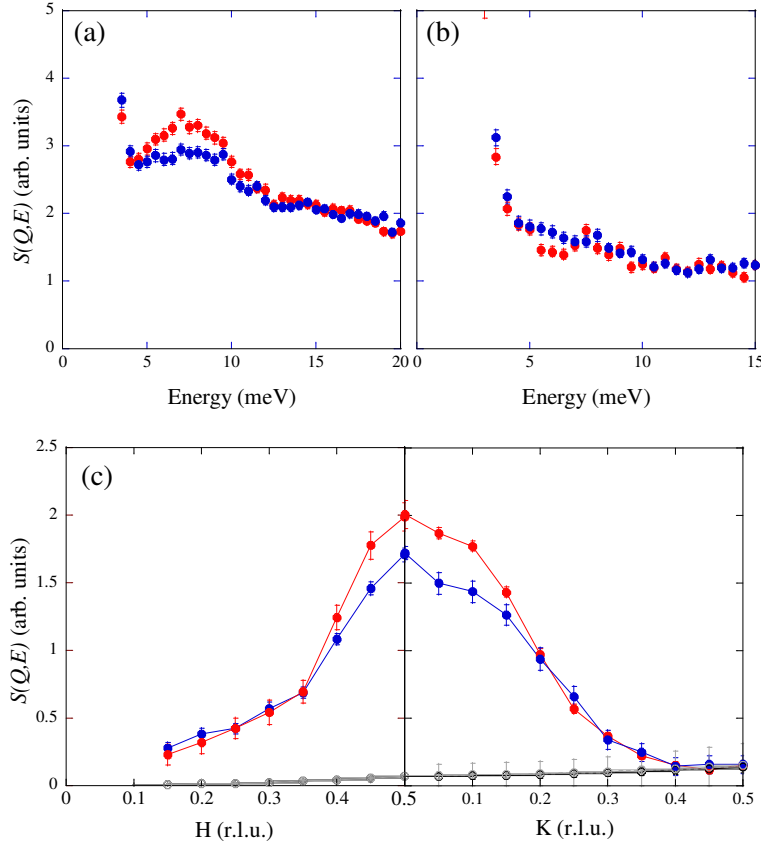 (a) (b)
5
4
3
2
1
0
S(Q,E) (arb. units)
0 5 10 15 20 5 10 15
0
Energy (meV) Energy (meV)
(c)
2.5
2
1.5
1
0.5
0
S(Q,E) (arb. units)
0 0.1 0.2 0.3 0.4 0.5 0.1 0.2 0.3 0.4 0.5
H (r.l.u.) K (r.l.u.)